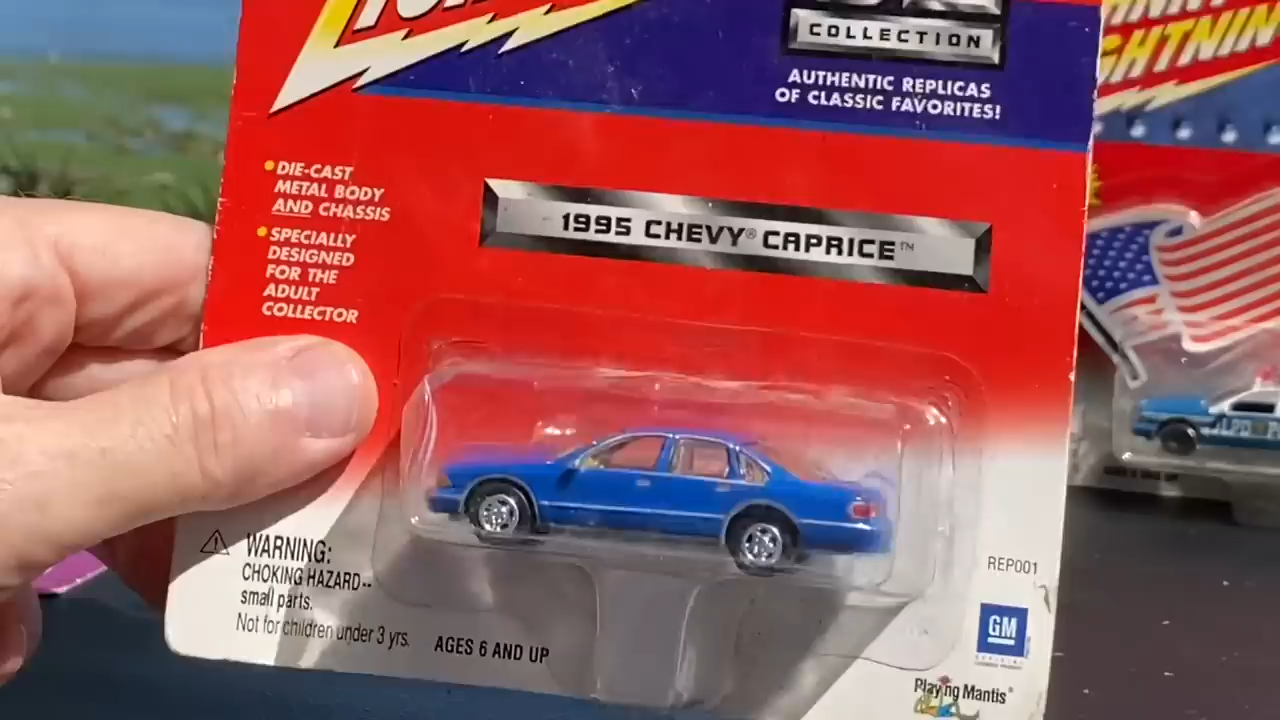 COLLECTION
AUTHENTIC REPLICAS
OF CLASSIC FAVORITES!
• DIE-CAST
METAL BODY
AND CHASSIS
• SPECIALLY
DESIGNED
FOR THE
ADULT
COLLECTOR
1995 CHEVY® CAPRICE™
WARNING:
CHOKING HAZARD--
small parts.
Not for children under 3 yrs.
AGES 6 AND UP
REP001
GM
Playing Mantis®